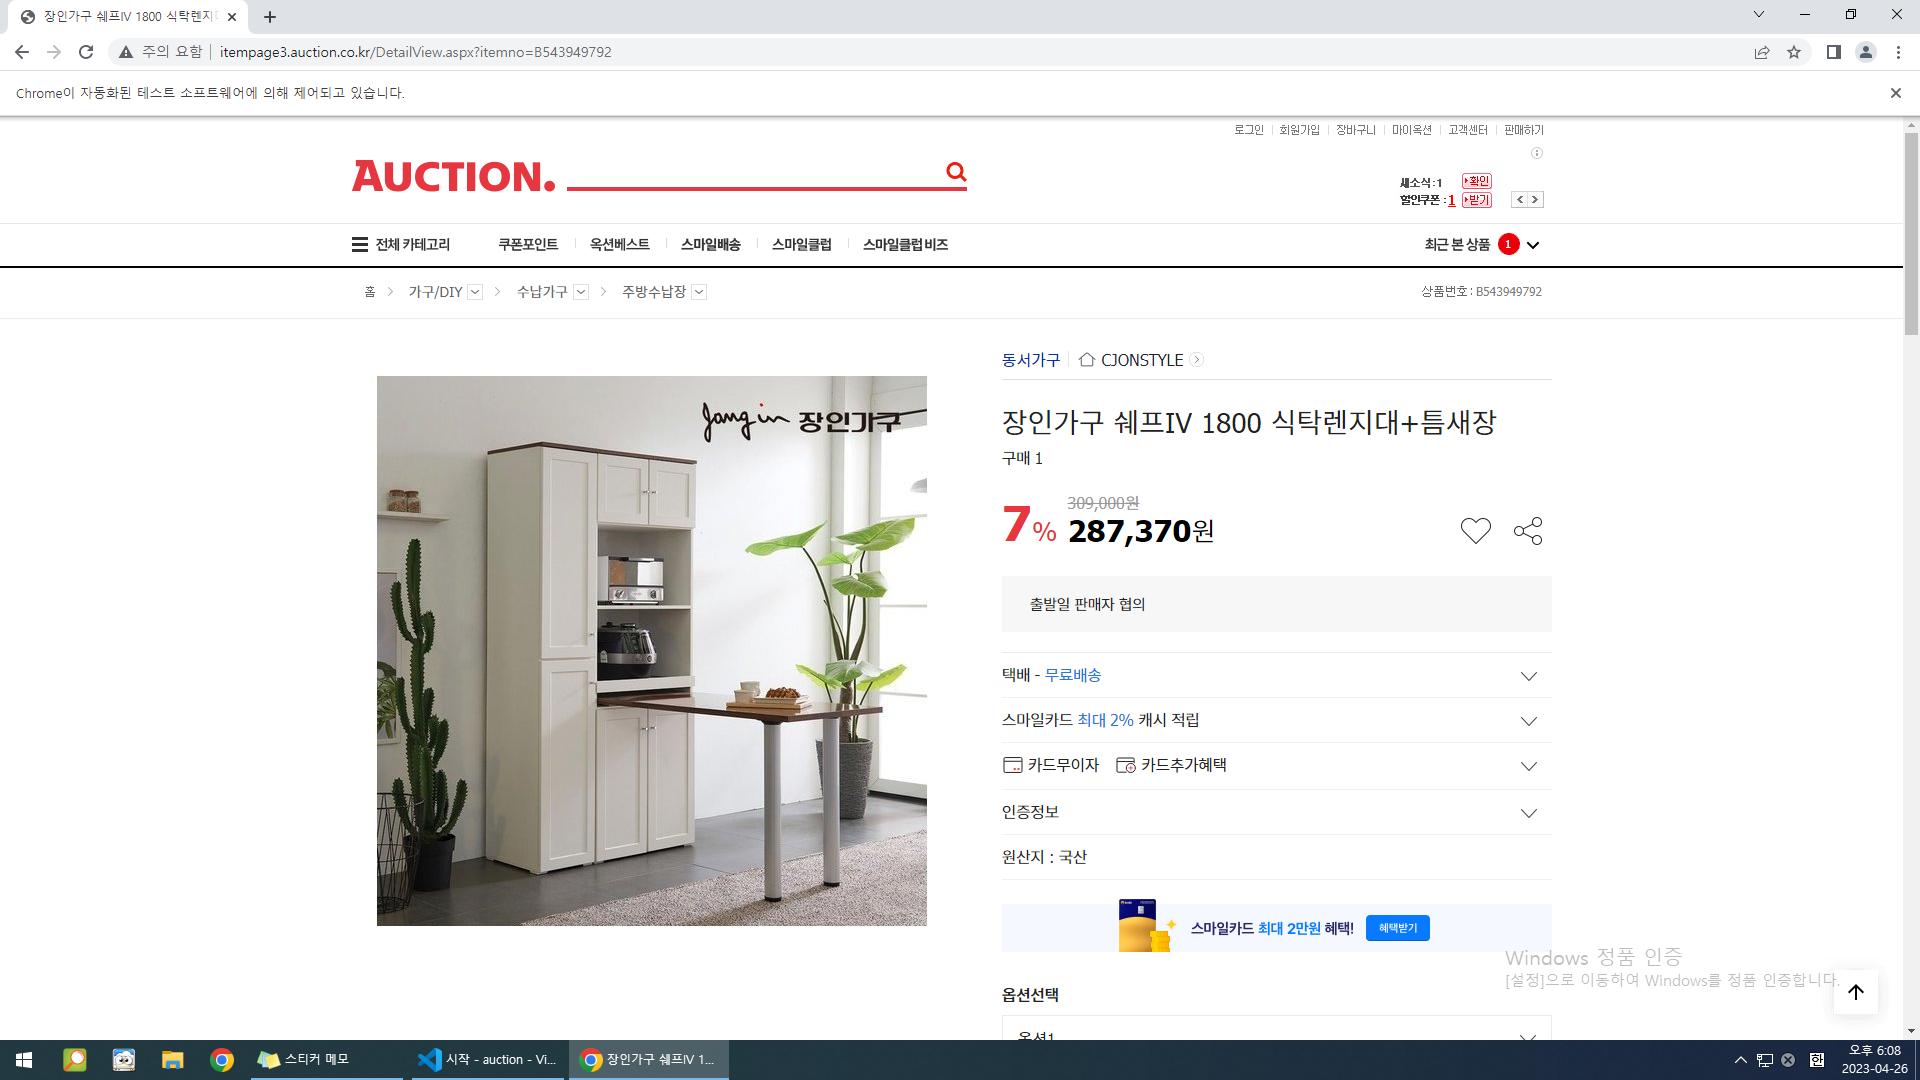 장인가구 쉐프IV 1800 식탁렌지대
주의 요함
itempage3.auction.co.kr/DetailView.aspx?itemno=B543949792
Chrome이 자동화된 테스트 소프트웨어에 의해 제어되고 있습니다.
로그인 회원가입 장바구니 마이옥션 고객센터 판매하기
AUCTION.
새소식 : 1 확인
할인쿠폰 : 1 받기
전체 카테고리 쿠폰포인트 옥션베스트 스마일배송 스마일클럽 스마일클럽 비즈 최근 본 상품 1
홈 가구/DIY 수납가구 주방수납장 상품번호 : B543949792
동서가구 CJONSTYLE
Jang in 장인가구
장인가구 쉐프IV 1800 식탁렌지대+틈새장
구매 1
309,000원
7% 287,370원
출발일 판매자 협의
택배 - 무료배송
스마일카드 최대 2% 캐시 적립
카드무이자 카드추가혜택
인증정보
원산지 : 국산
스마일카드 최대 2만원 혜택! 혜택받기
Windows 정품 인증
[설정]으로 이동하여 Windows를 정품 인증합니다.
옵션선택
옵션1
스티커 메모
시작 - auction - Vi...
장인가구 쉐프IV 1...
한
오후 6:08
2023-04-26